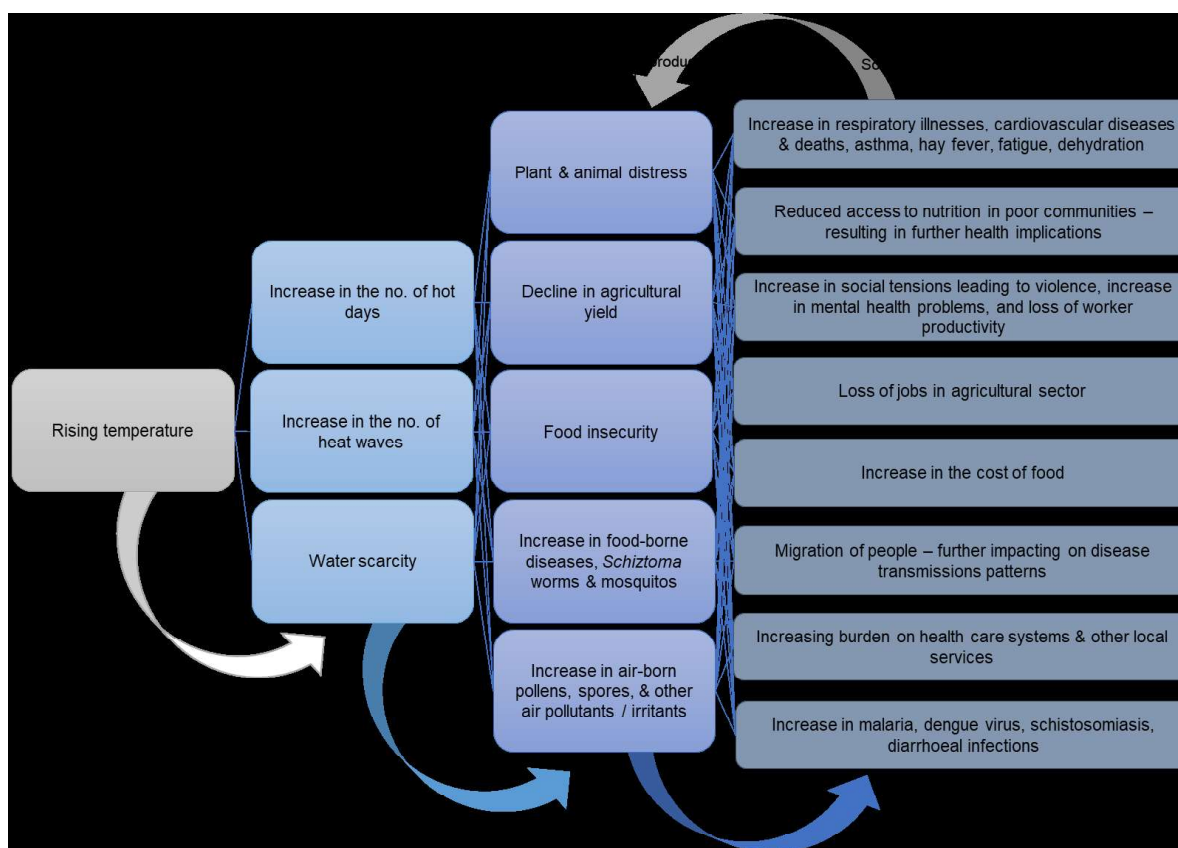 Rising temperature
Increase in the no. of hot
days
Increase in the no. of
heat waves
Water scarcity
Plant & animal distress
Decline in agricultural
yield
Food insecurity
Increase in food-borne
diseases, Schiztoma
worms & mosquitos
Increase in air-born
pollens, spores, & other
air pollutants / irritants
Increase in respiratory illnesses, cardiovascular diseases
& deaths, asthma, hay fever, fatigue, dehydration
Reduced access to nutrition in poor communities –
resulting in further health implications
Increase in social tensions leading to violence, increase
in mental health problems, and loss of worker
productivity
Loss of jobs in agricultural sector
Increase in the cost of food
Migration of people – further impacting on disease
transmissions patterns
Increasing burden on health care systems & other local
services
Increase in malaria, dengue virus, schistosomiasis,
diarrhoeal infections